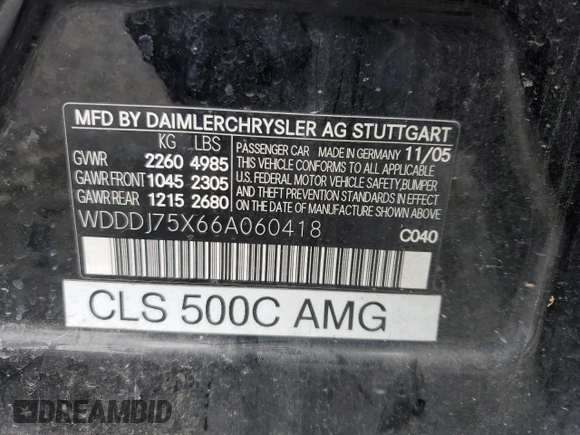 MFD BY DAIMLERCHRYSLER AG STUTTGART
KG LBS
GVWR 2260 4985
GAWR FRONT 1045 2305
GAWR REAR 1215 2680
PASSENGER CAR MADE IN GERMANY 11/05
THIS VEHICLE CONFORMS TO ALL APPLICABLE
U.S. FEDERAL MOTOR VEHICLE SAFETY, BUMPER
AND THEFT PREVENTION STANDARDS IN EFFECT
ON THE DATE OF MANUFACTURE SHOWN ABOVE.
WDDDJ75X66A060418
C040
CLS 500C AMG
DREAMBID